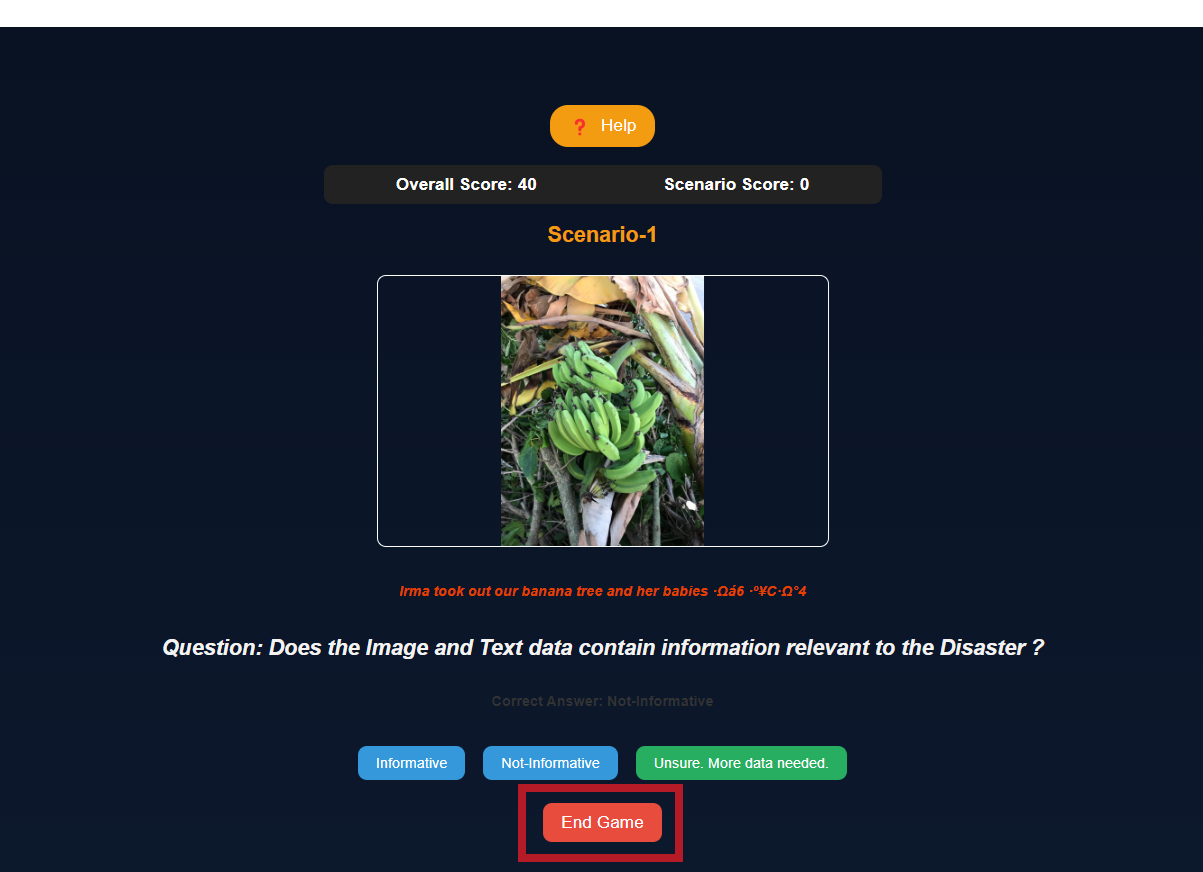 ❓ Help
Overall Score: 40 Scenario Score: 0
Scenario-1
Irma took out our banana tree and her babies ·Ωá6 ·º¥C·Ω°4
Question: Does the Image and Text data contain information relevant to the Disaster ?
Correct Answer: Not-Informative
Informative Not-Informative Unsure. More data needed.
End Game